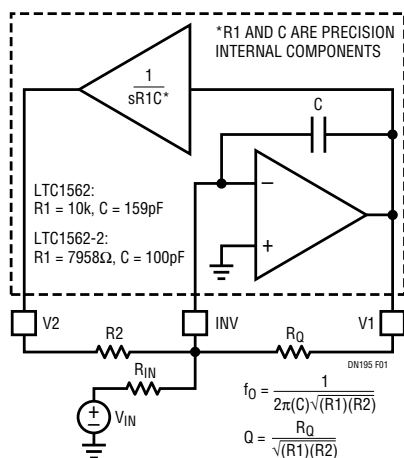 *R1 AND C ARE PRECISION
INTERNAL COMPONENTS
1
sR1C*
C
LTC1562:
R1 = 10k, C = 159pF
LTC1562-2:
R1 = 7958Ω, C = 100pF
−
+
V2
INV
V1
R2
RQ
RIN
DN195 F01
+
−
VIN
fO = 1 / 2π(C)√(R1)(R2)
Q = RQ / √(R1)(R2)